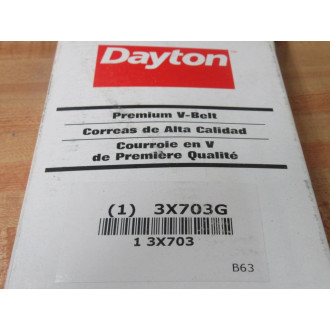 Dayton
Premium V-Belt
Correas de Alta Calidad
Courroie en V
de Première Qualité
(1) 3X703G
1 3X703
B63